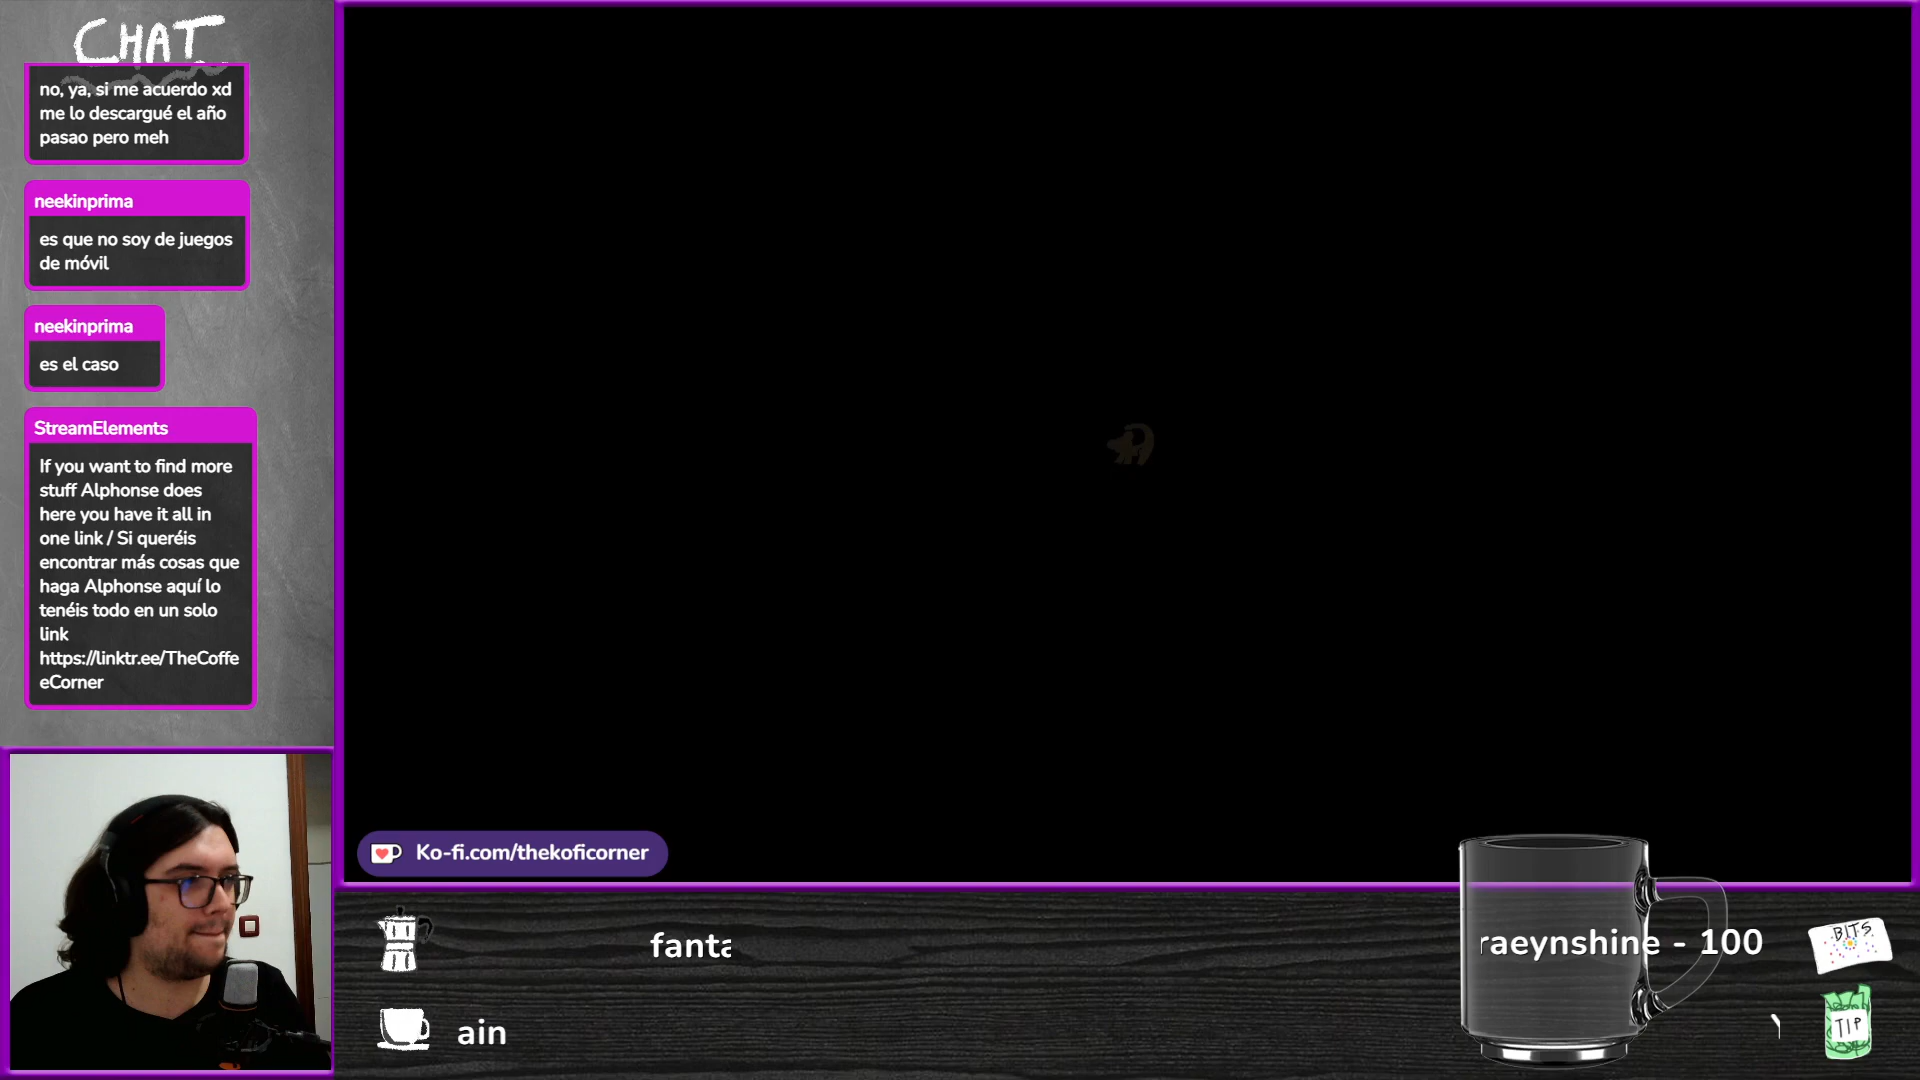 CHAT
no, ya, si me acuerdo xd
me lo descargué el año
pasao pero meh
neekinprima
es que no soy de juegos
de móvil
neekinprima
es el caso
StreamElements
If you want to find more
stuff Alphonse does
here you have it all in
one link / Si queréis
encontrar más cosas que
haga Alphonse aquí lo
tenéis todo en un solo
link
https://linktr.ee/TheCoffe
eCorner
Ko-fi.com/thekoficorner
fanta
raeynshine - 100
BITS
ain
TIP